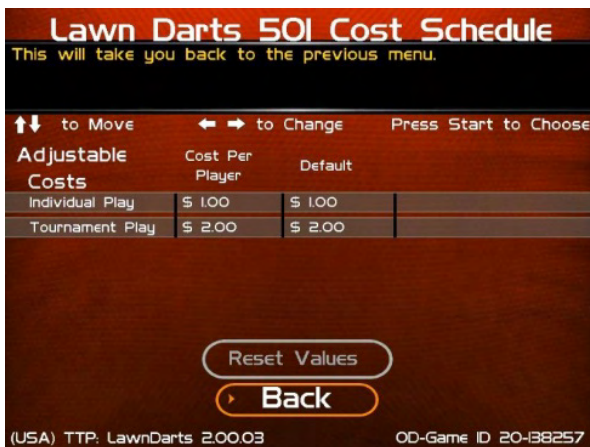 Lawn Darts 501 Cost Schedule
This will take you back to the previous menu.
to Move to Change Press Start to Choose
Adjustable Costs Cost Per Player Default
Individual Play $ 1.00 $ 1.00
Tournament Play $ 2.00 $ 2.00
Reset Values
Back
(USA) TTP: LawnDarts 2.00.03 OD-Game ID 20-138257